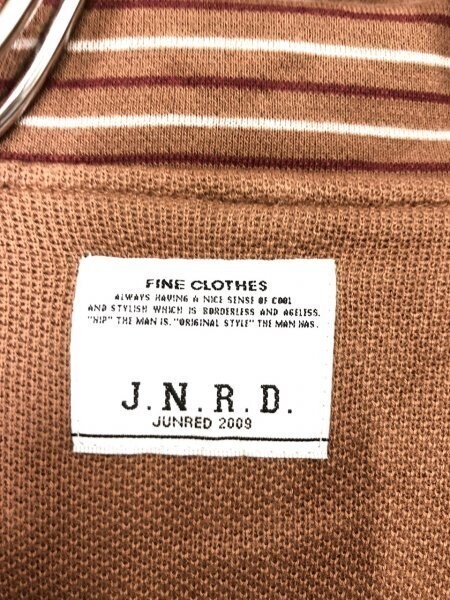 FINE CLOTHES
ALWAYS HAVING A NICE SENSE OF COOL
AND STYLISH WHICH IS BORDERLESS AND AGELESS.
"HIP" THE MAN IS. "ORIGINAL STYLE" THE MAN HAS.
J.N.R.D.
JUNRED 2009